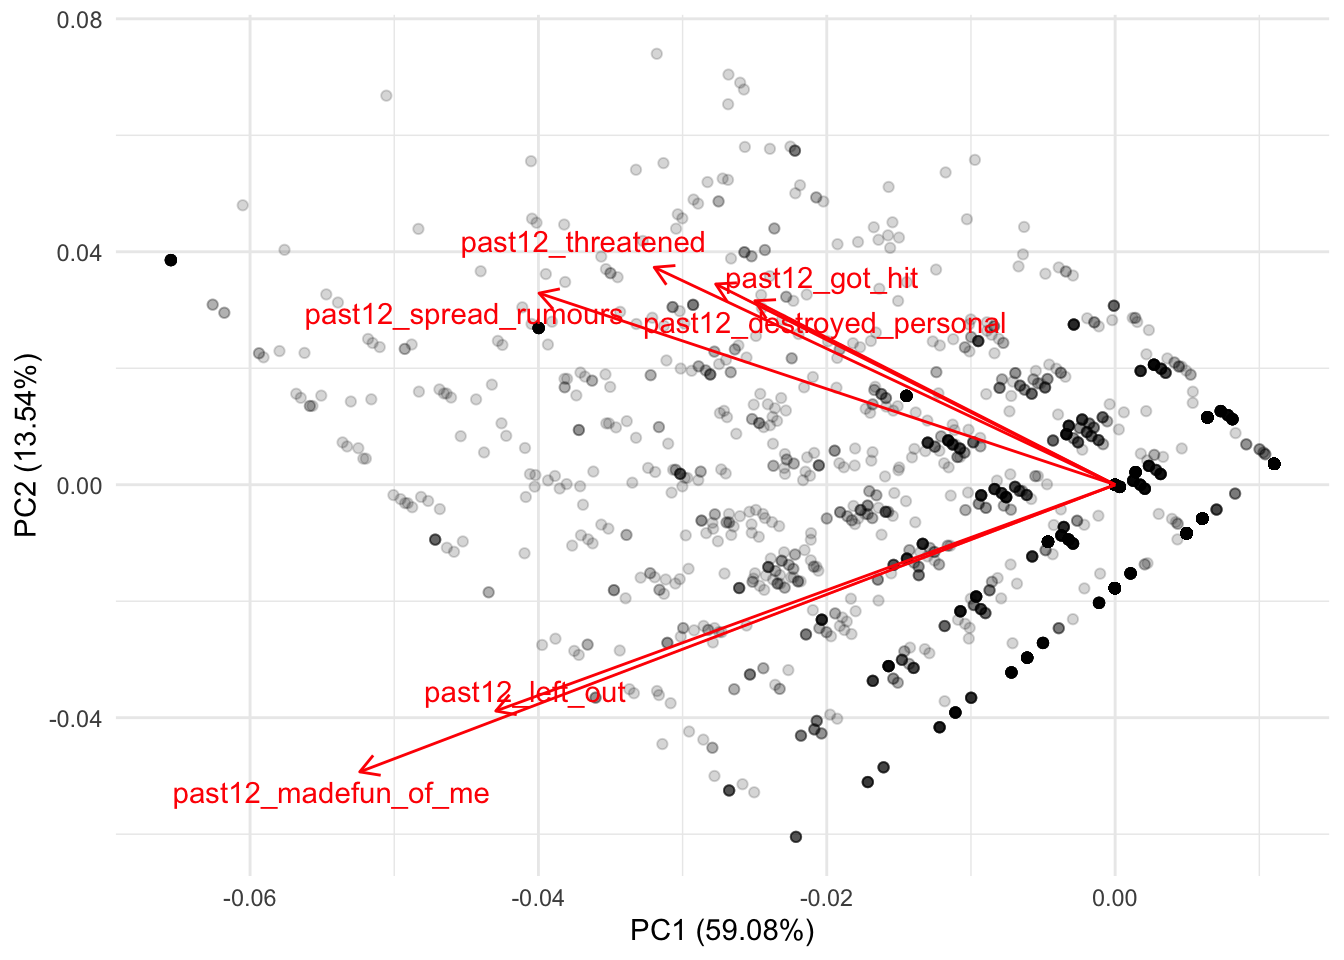 0.08
0.04
0.00
-0.04
PC2 (13.54%)
past12_threatened
past12_got_hit
past12_spread_rumours
past12_destroyed_personal
past12_left_out
past12_madefun_of_me
-0.06
-0.04
-0.02
0.00
PC1 (59.08%)